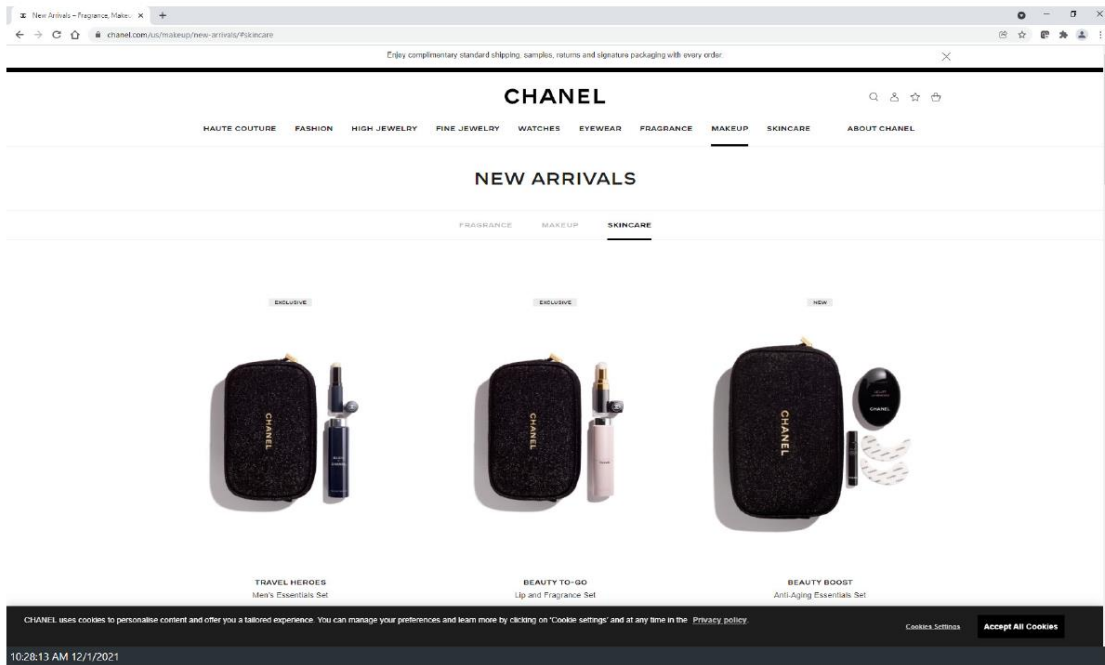 New Arrivals – Fragrance, Makeu
chanel.com/us/makeup/new-arrivals/#skincare
Enjoy complimentary standard shipping, samples, returns and signature packaging with every order.
CHANEL
HAUTE COUTURE FASHION HIGH JEWELRY FINE JEWELRY WATCHES EYEWEAR FRAGRANCE MAKEUP SKINCARE ABOUT CHANEL
NEW ARRIVALS
FRAGRANCE MAKEUP SKINCARE
EXCLUSIVE EXCLUSIVE NEW
CHANEL CHANEL CHANEL
CHANEL
TRAVEL HEROES BEAUTY TO-GO BEAUTY BOOST
Men's Essentials Set Lip and Fragrance Set Anti-Aging Essentials Set
CHANEL uses cookies to personalise content and offer you a tailored experience. You can manage your preferences and learn more by clicking on 'Cookie settings' and at any time in the Privacy policy.
Cookies Settings Accept All Cookies
10:28:13 AM 12/1/2021